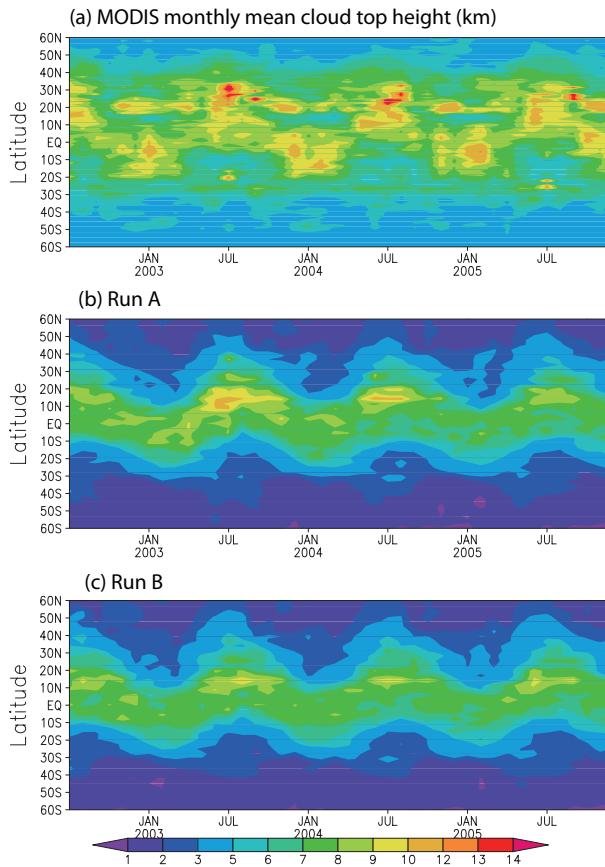 (a) MODIS monthly mean cloud top height (km)
60N
50N
40N
30N
20N
10N
EQ
10S
20S
30S
40S
50S
60S
Latitude
JAN JUL JAN JUL JAN JUL
2003 2004 2005
(b) Run A
60N
50N
40N
30N
20N
10N
EQ
10S
20S
30S
40S
50S
60S
Latitude
JAN JUL JAN JUL JAN JUL
2003 2004 2005
(c) Run B
60N
50N
40N
30N
20N
10N
EQ
10S
20S
30S
40S
50S
60S
Latitude
JAN JUL JAN JUL JAN JUL
2003 2004 2005
1 2 3 5 6 7 8 9 10 12 13 14